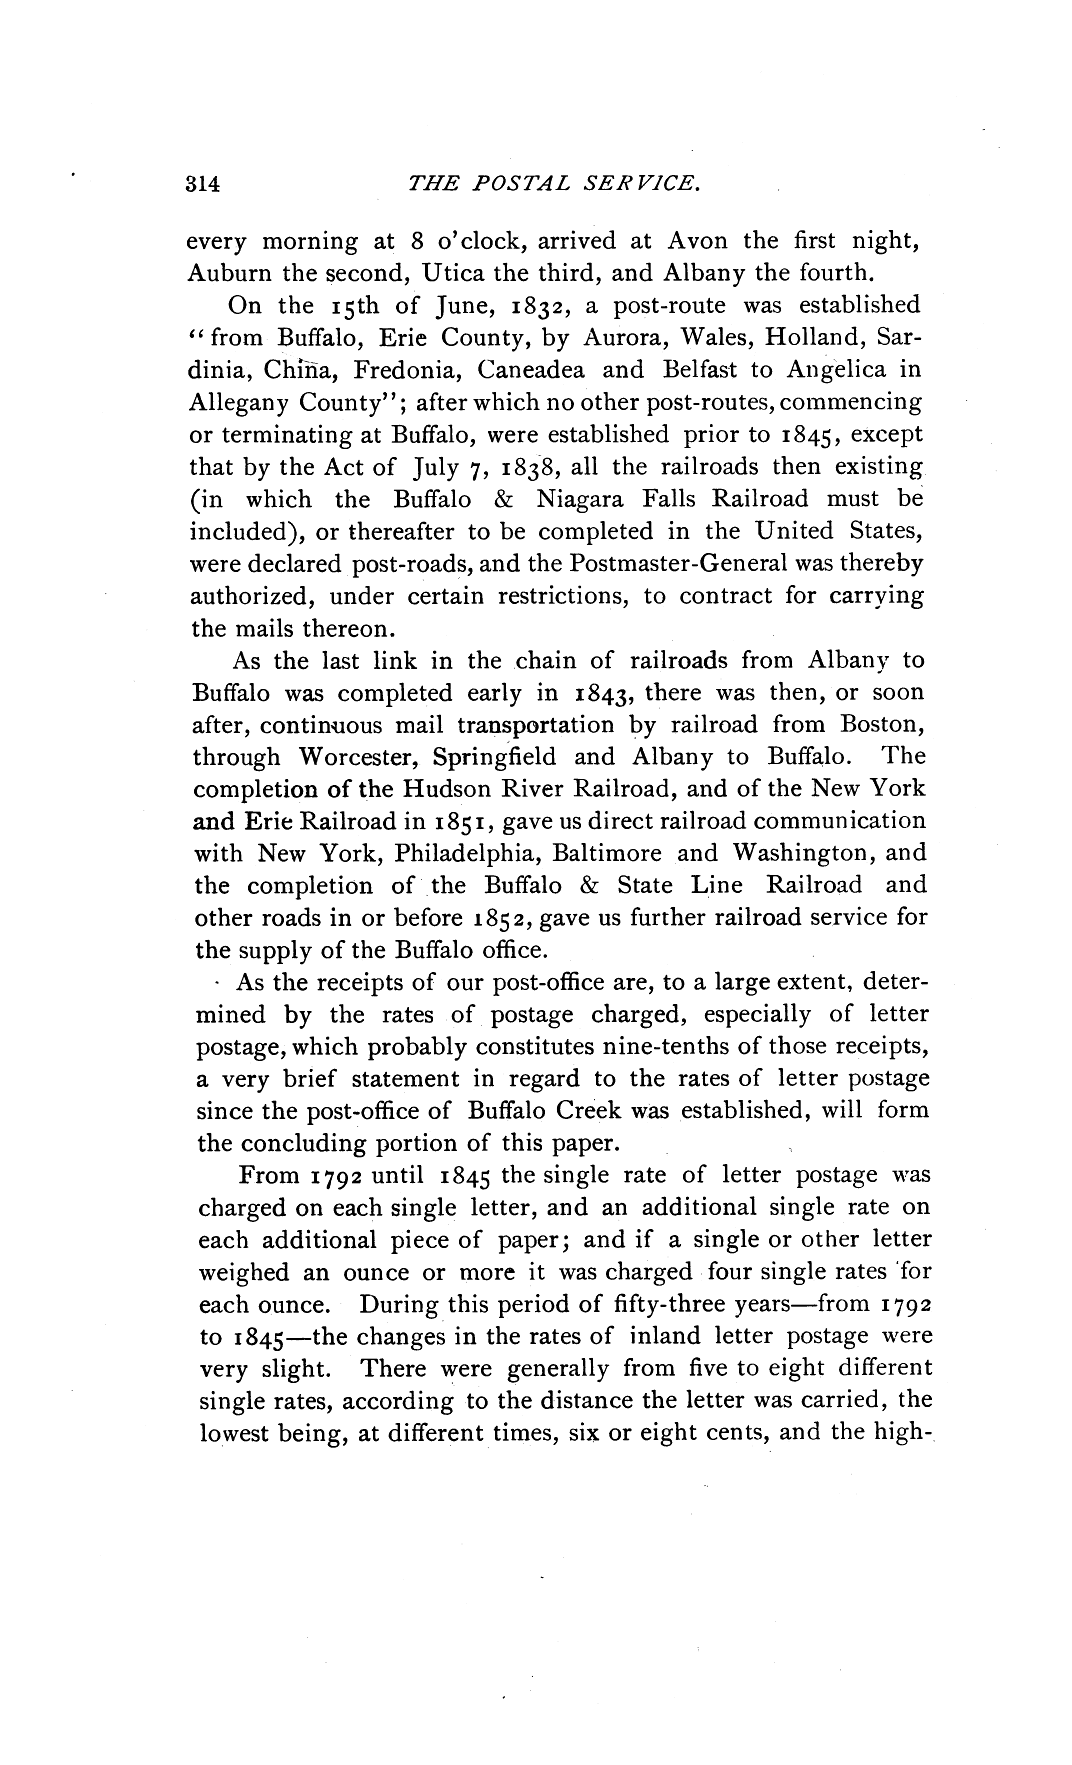 314 THE POSTAL SERVICE.
every morning at 8 o'clock, arrived at Avon the first night,
Auburn the second, Utica the third, and Albany the fourth.
On the 15th of June, 1832, a post-route was established
"from Buffalo, Erie County, by Aurora, Wales, Holland, Sar-
dinia, China, Fredonia, Caneadea and Belfast to Angelica in
Allegany County"; after which no other post-routes, commencing
or terminating at Buffalo, were established prior to 1845, except
that by the Act of July 7, 1838, all the railroads then existing
(in which the Buffalo & Niagara Falls Railroad must be
included), or thereafter to be completed in the United States,
were declared post-roads, and the Postmaster-General was thereby
authorized, under certain restrictions, to contract for carrying
the mails thereon.
As the last link in the chain of railroads from Albany to
Buffalo was completed early in 1843, there was then, or soon
after, continuous mail transportation by railroad from Boston,
through Worcester, Springfield and Albany to Buffalo. The
completion of the Hudson River Railroad, and of the New York
and Erie Railroad in 1851, gave us direct railroad communication
with New York, Philadelphia, Baltimore and Washington, and
the completion of the Buffalo & State Line Railroad and
other roads in or before 1852, gave us further railroad service for
the supply of the Buffalo office.
As the receipts of our post-office are, to a large extent, deter-
mined by the rates of postage charged, especially of letter
postage, which probably constitutes nine-tenths of those receipts,
a very brief statement in regard to the rates of letter postage
since the post-office of Buffalo Creek was established, will form
the concluding portion of this paper.
From 1792 until 1845 the single rate of letter postage was
charged on each single letter, and an additional single rate on
each additional piece of paper; and if a single or other letter
weighed an ounce or more it was charged four single rates for
each ounce. During this period of fifty-three years—from 1792
to 1845—the changes in the rates of inland letter postage were
very slight. There were generally from five to eight different
single rates, according to the distance the letter was carried, the
lowest being, at different times, six or eight cents, and the high-